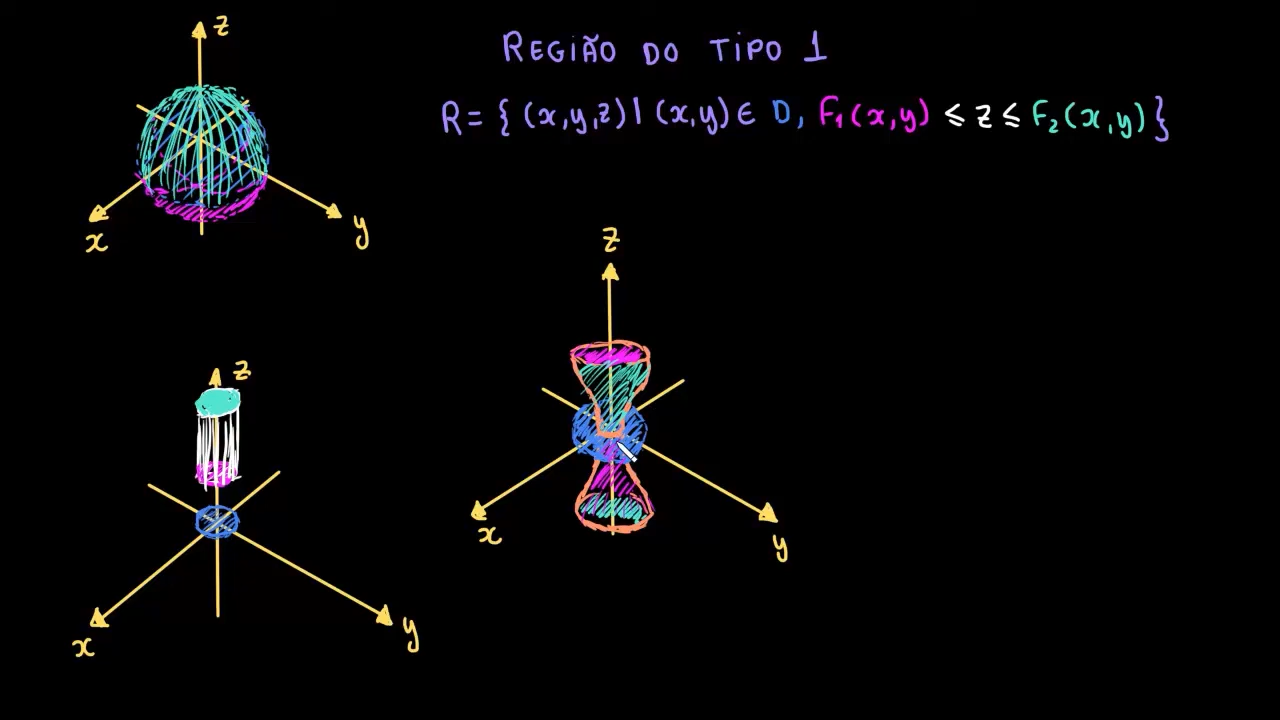 REGIÃO DO TIPO 1
R = { (x,y,z) | (x,y) ∈ D, F₁(x,y) ≤ z ≤ F₂(x,y) }
z
x
y
z
x
y
z
x
y